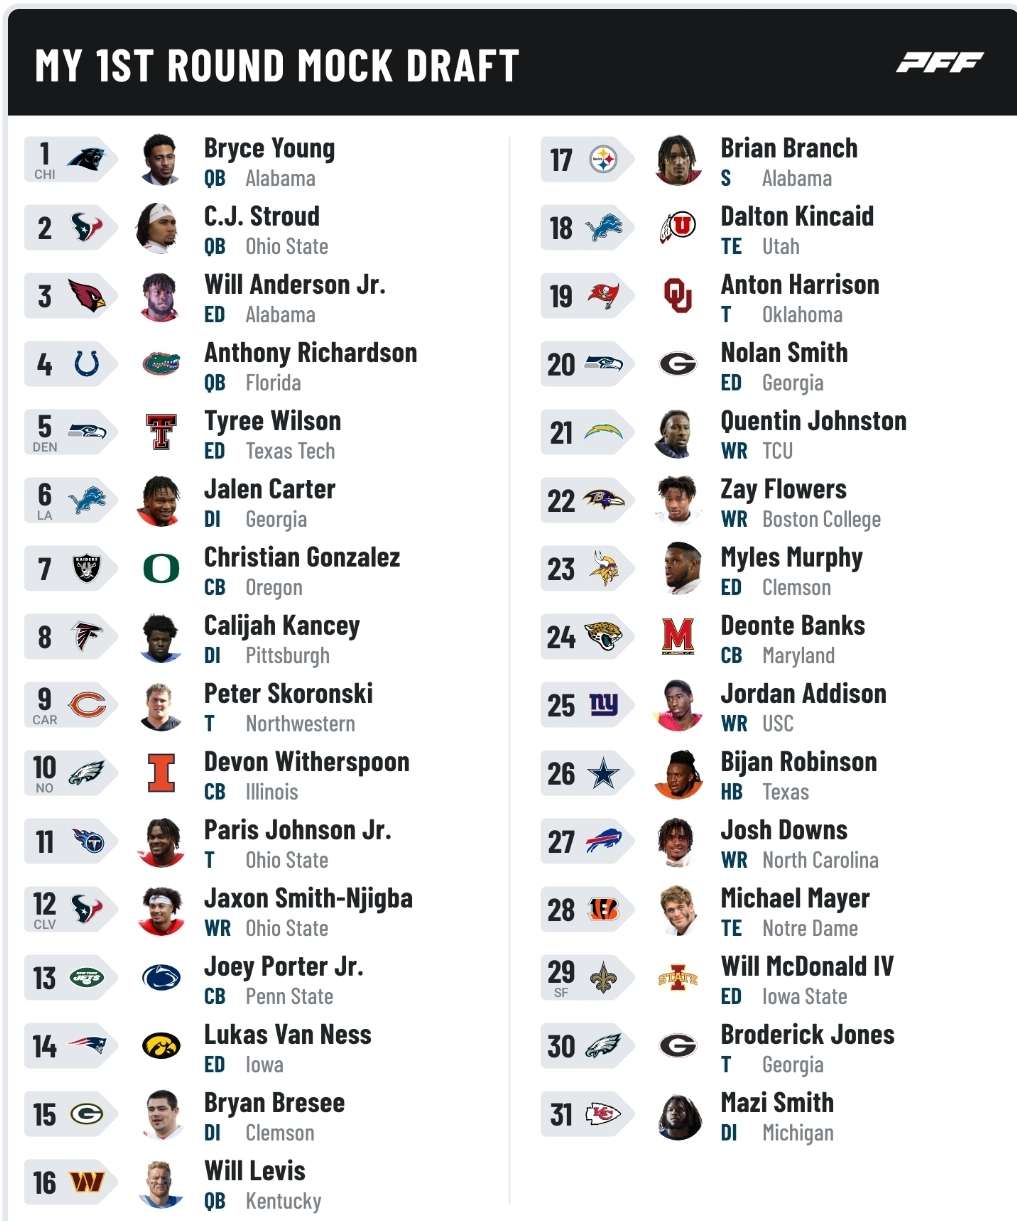 MY 1ST ROUND MOCK DRAFT
PFF
1
CHI
Bryce Young
QB Alabama
2
C.J. Stroud
QB Ohio State
3
Will Anderson Jr.
ED Alabama
4
Anthony Richardson
QB Florida
5
DEN
Tyree Wilson
ED Texas Tech
6
LA
Jalen Carter
DI Georgia
7
RAIDERS
Christian Gonzalez
CB Oregon
8
Calijah Kancey
DI Pittsburgh
9
CAR
Peter Skoronski
T Northwestern
10
NO
Devon Witherspoon
CB Illinois
11
Paris Johnson Jr.
T Ohio State
12
CLV
Jaxon Smith-Njigba
WR Ohio State
13
JETS
Joey Porter Jr.
CB Penn State
14
Lukas Van Ness
ED Iowa
15
G
Bryan Bresee
DI Clemson
16
W
Will Levis
QB Kentucky
17
Brian Branch
S Alabama
18
U
Dalton Kincaid
TE Utah
19
OU
Anton Harrison
T Oklahoma
20
G
Nolan Smith
ED Georgia
21
Quentin Johnston
WR TCU
22
Zay Flowers
WR Boston College
23
Myles Murphy
ED Clemson
24
M
Deonte Banks
CB Maryland
25
ny
Jordan Addison
WR USC
26
Bijan Robinson
HB Texas
27
Josh Downs
WR North Carolina
28
Michael Mayer
TE Notre Dame
29
SF
I STATE
Will McDonald IV
ED Iowa State
30
G
Broderick Jones
T Georgia
31
KC
Mazi Smith
DI Michigan